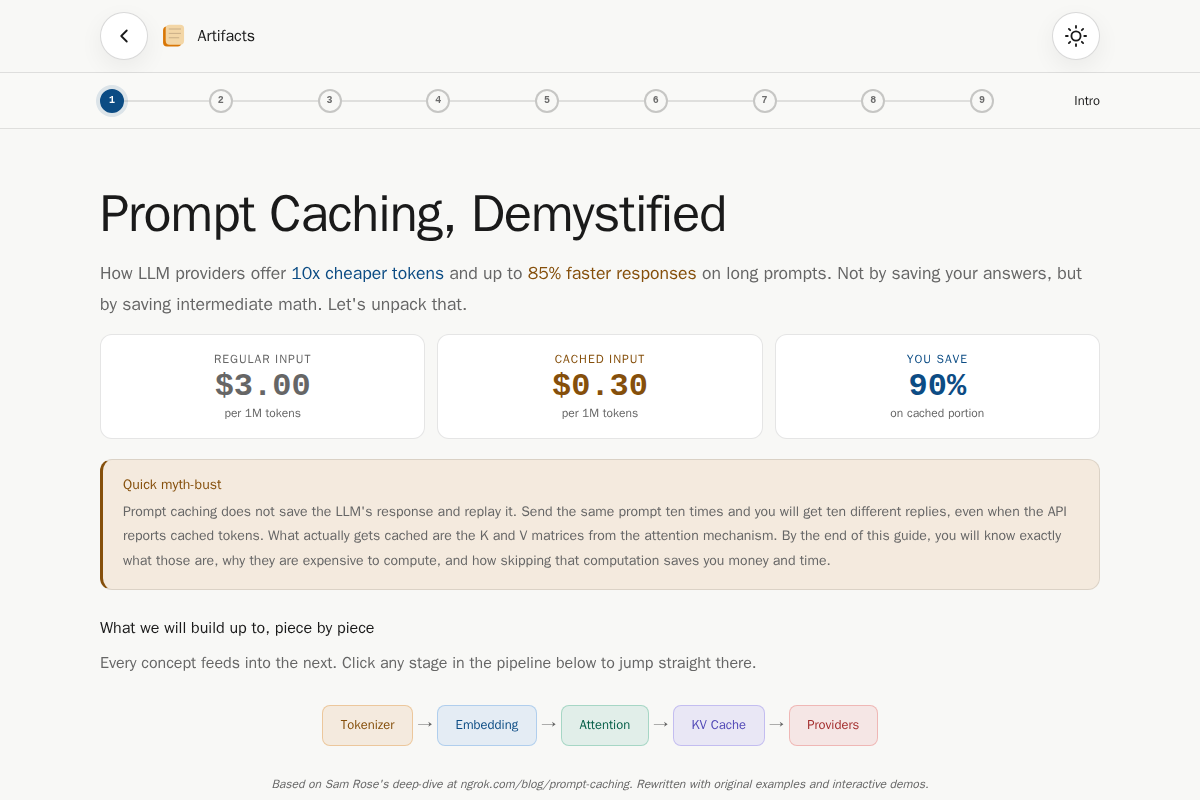 Artifacts
1 2 3 4 5 6 7 8 9 Intro
Prompt Caching, Demystified
How LLM providers offer 10x cheaper tokens and up to 85% faster responses on long prompts. Not by saving your answers, but
by saving intermediate math. Let's unpack that.
REGULAR INPUT
$3.00
per 1M tokens
CACHED INPUT
$0.30
per 1M tokens
YOU SAVE
90%
on cached portion
Quick myth-bust
Prompt caching does not save the LLM's response and replay it. Send the same prompt ten times and you will get ten different replies, even when the API
reports cached tokens. What actually gets cached are the K and V matrices from the attention mechanism. By the end of this guide, you will know exactly
what those are, why they are expensive to compute, and how skipping that computation saves you money and time.
What we will build up to, piece by piece
Every concept feeds into the next. Click any stage in the pipeline below to jump straight there.
Tokenizer → Embedding → Attention → KV Cache → Providers
Based on Sam Rose's deep-dive at ngrok.com/blog/prompt-caching. Rewritten with original examples and interactive demos.